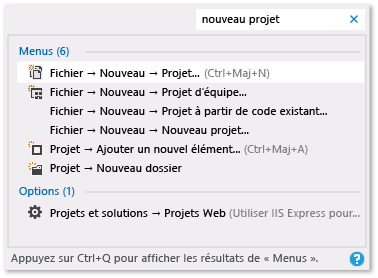 nouveau projet
Menus (6)
Fichier → Nouveau → Projet... (Ctrl+Maj+N)
Fichier → Nouveau → Projet d'équipe...
Fichier → Nouveau → Projet à partir de code existant...
Fichier → Nouveau → Nouveau projet...
Projet → Ajouter un nouvel élément... (Ctrl+Maj+A)
Projet → Nouveau dossier
Options (1)
Projets et solutions → Projets Web (Utiliser IIS Express pour...
Appuyez sur Ctrl+Q pour afficher les résultats de « Menus ».